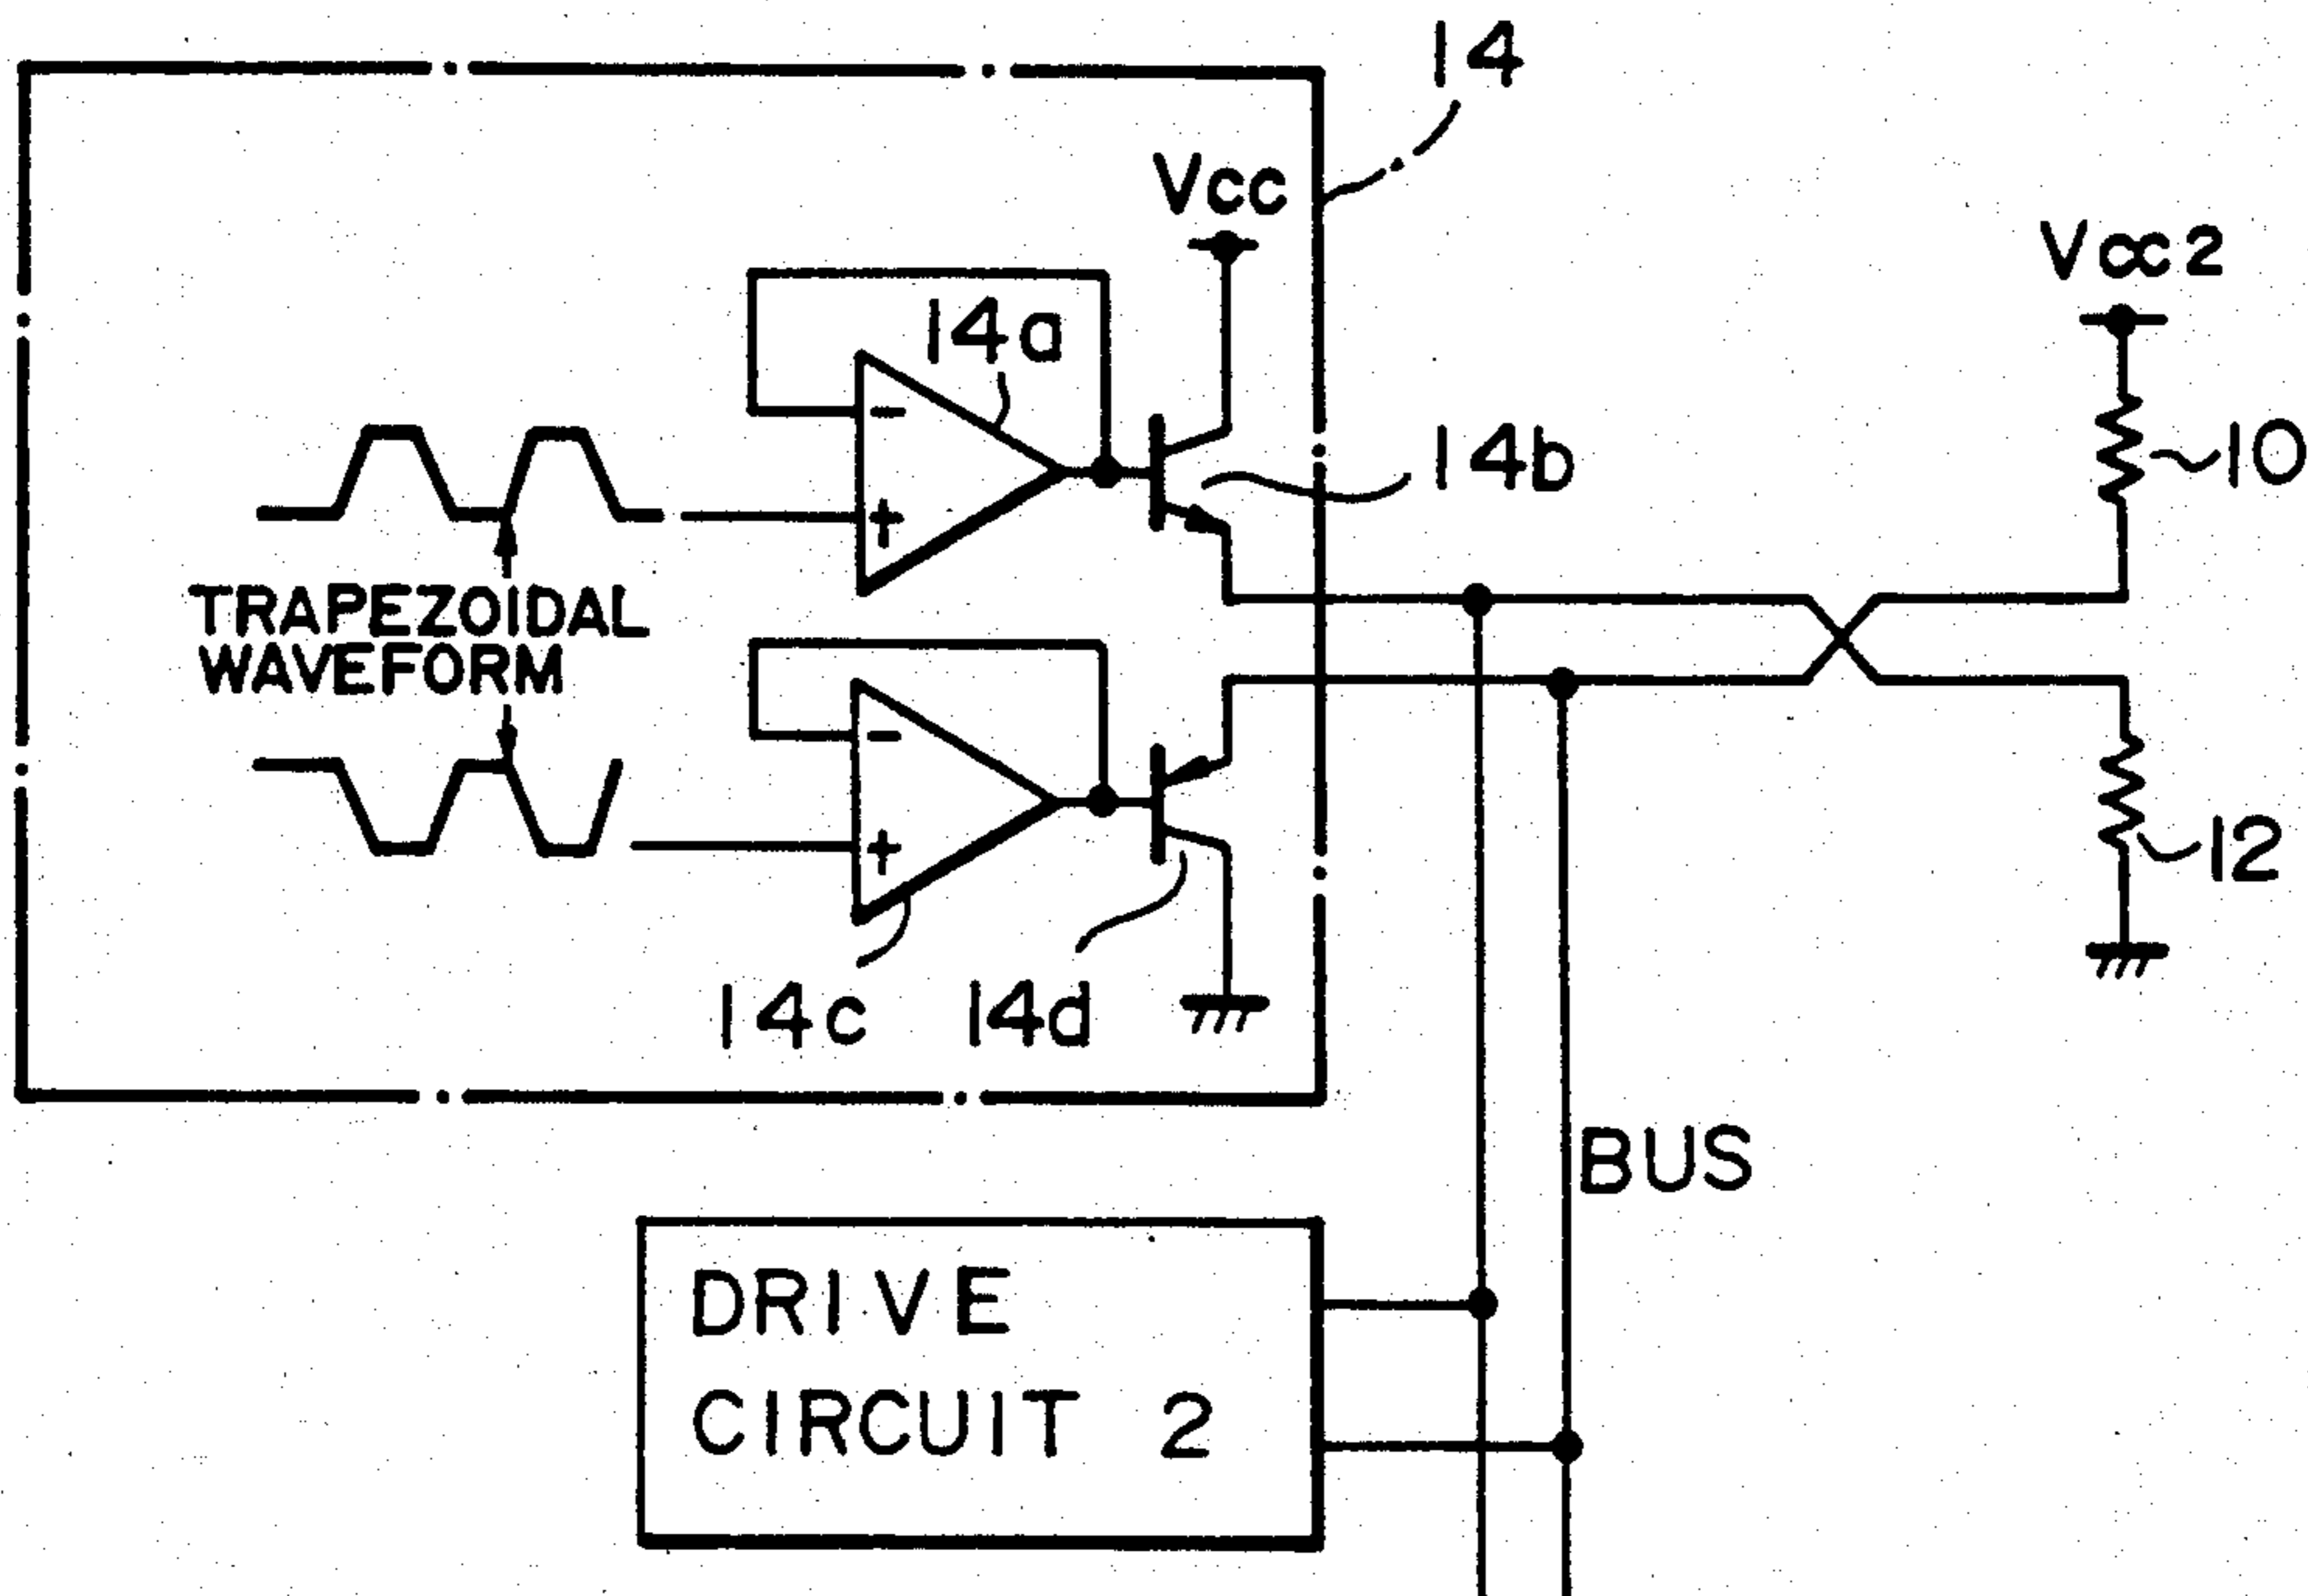 14
Vcc
Vcc2
14a
-
+
14b
10
TRAPEZOIDAL
WAVEFORM
-
+
12
14c
14d
BUS
DRIVE
CIRCUIT 2